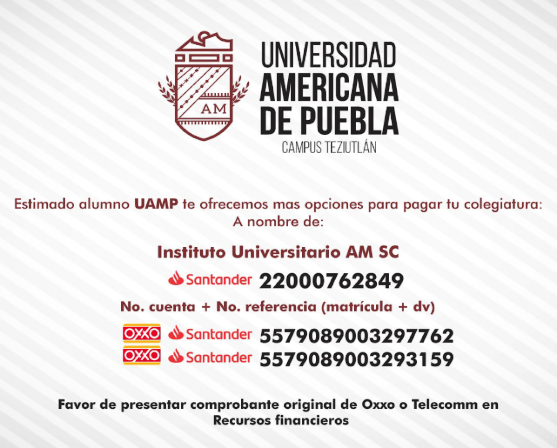 AM
UNIVERSIDAD
AMERICANA
DE PUEBLA
CAMPUS TEZIUTLÁN
Estimado alumno UAMP te ofrecemos mas opciones para pagar tu colegiatura:
A nombre de:
Instituto Universitario AM SC
Santander 22000762849
No. cuenta + No. referencia (matrícula + dv)
OXXO Santander 5579089003297762
OXXO Santander 5579089003293159
Favor de presentar comprobante original de Oxxo o Telecomm en
Recursos financieros